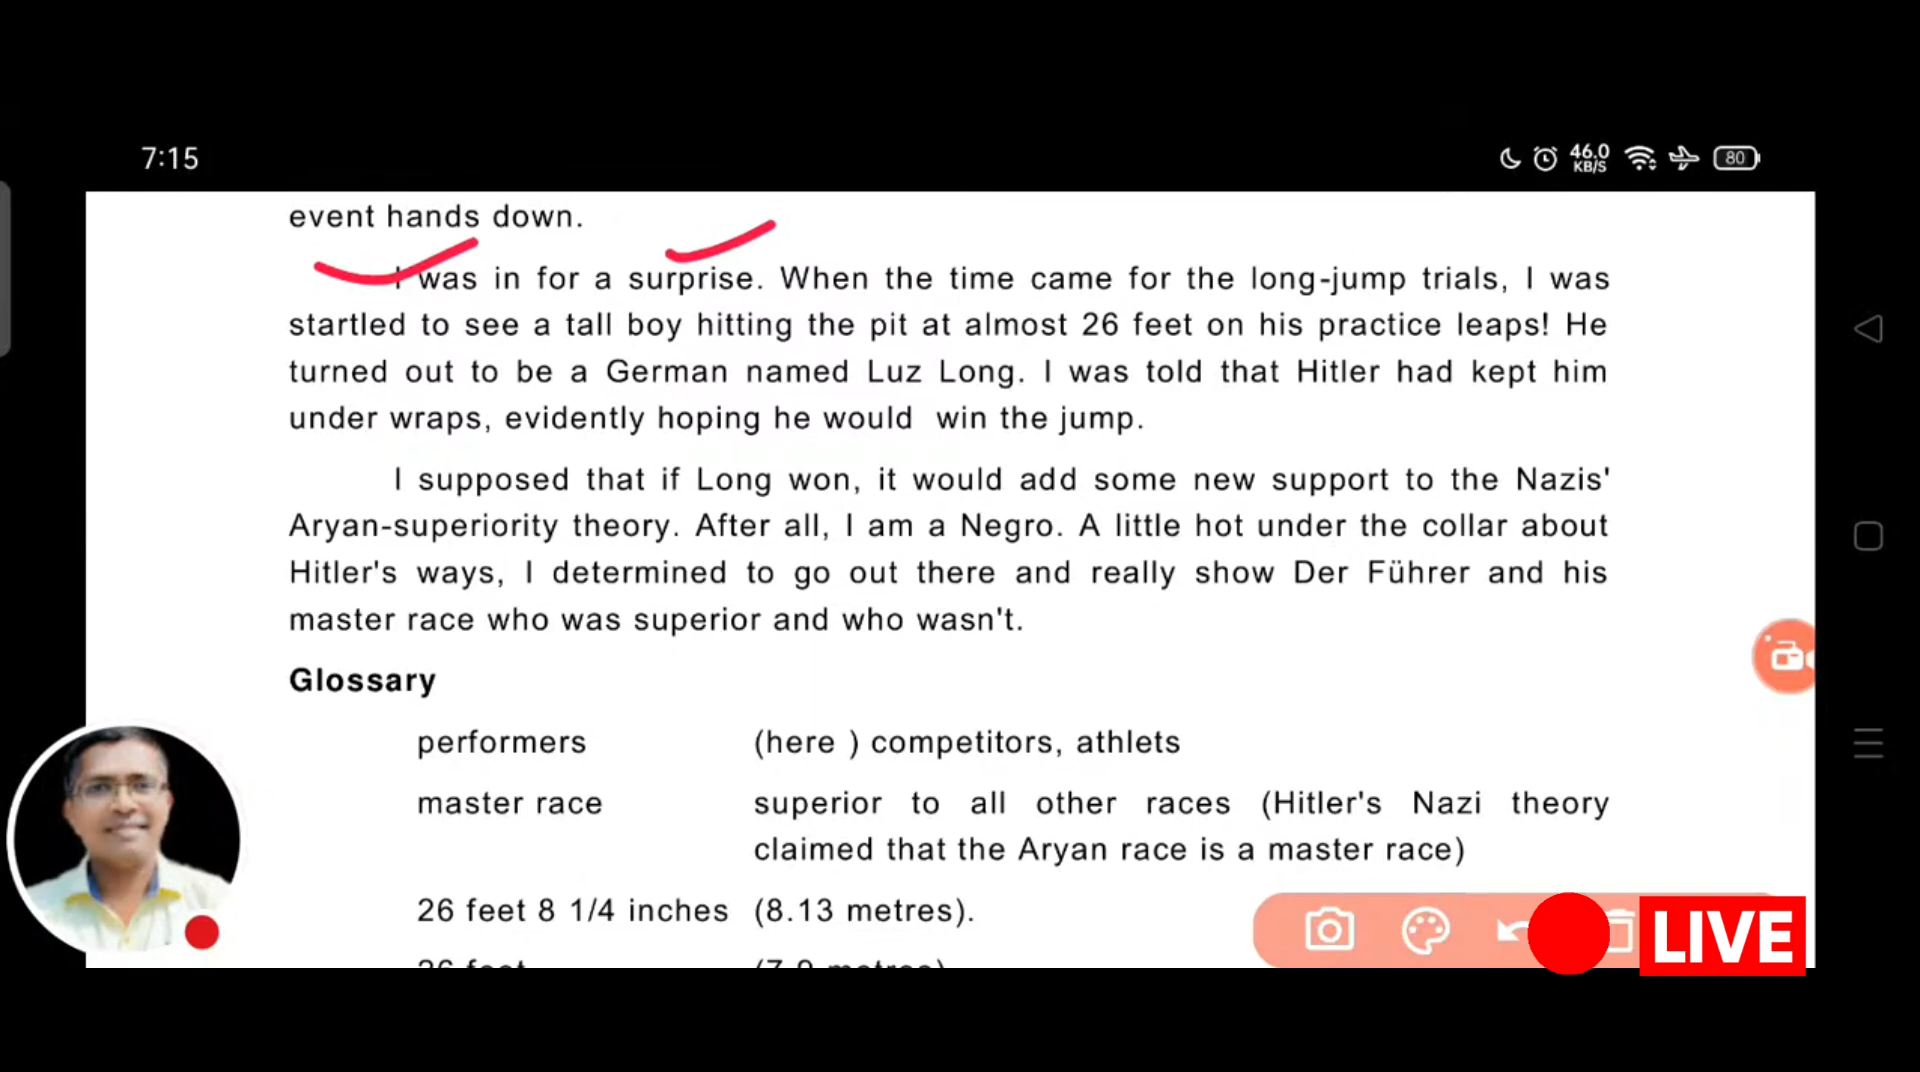 7:15
46.0
KB/S
80
event hands down.
I was in for a surprise. When the time came for the long-jump trials, I was
startled to see a tall boy hitting the pit at almost 26 feet on his practice leaps! He
turned out to be a German named Luz Long. I was told that Hitler had kept him
under wraps, evidently hoping he would win the jump.
I supposed that if Long won, it would add some new support to the Nazis'
Aryan-superiority theory. After all, I am a Negro. A little hot under the collar about
Hitler's ways, I determined to go out there and really show Der Führer and his
master race who was superior and who wasn't.
Glossary
performers (here ) competitors, athlets
master race superior to all other races (Hitler's Nazi theory
claimed that the Aryan race is a master race)
26 feet 8 1/4 inches (8.13 metres).
26 feet (7.9 metres)
LIVE